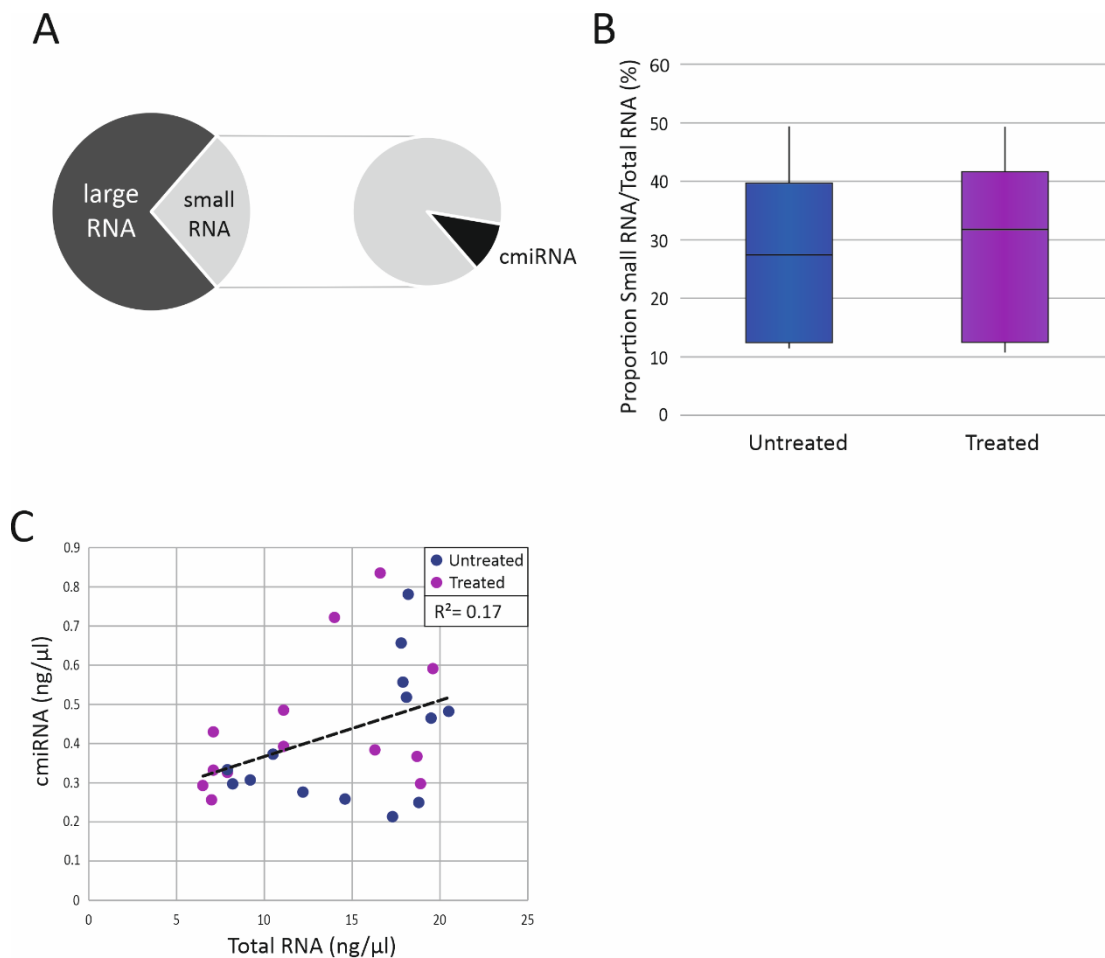 A
large
RNA
small
RNA
cmiRNA
B
Proportion Small RNA/Total RNA (%)
60
50
40
30
20
10
0
Untreated
Treated
C
cmiRNA (ng/µl)
0.9
0.8
0.7
0.6
0.5
0.4
0.3
0.2
0.1
0
Untreated
Treated
R²= 0.17
0
5
10
15
20
25
Total RNA (ng/µl)